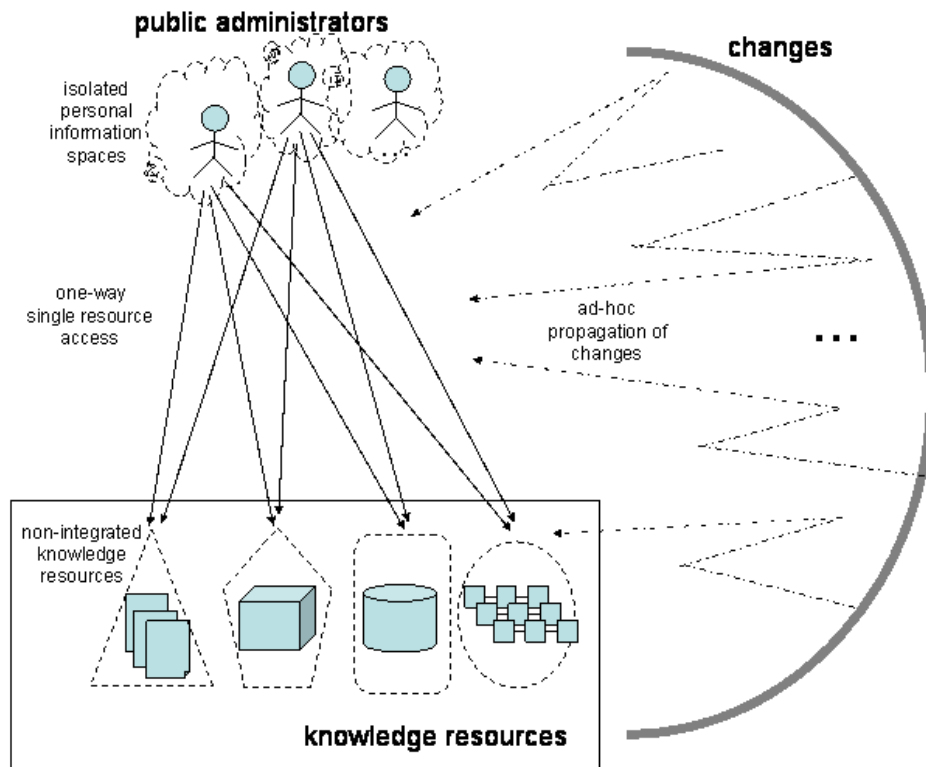 public administrators
changes
isolated
personal
information
spaces
one-way
single resource
access
ad-hoc
propagation of
changes
...
non-integrated
knowledge
resources
knowledge resources